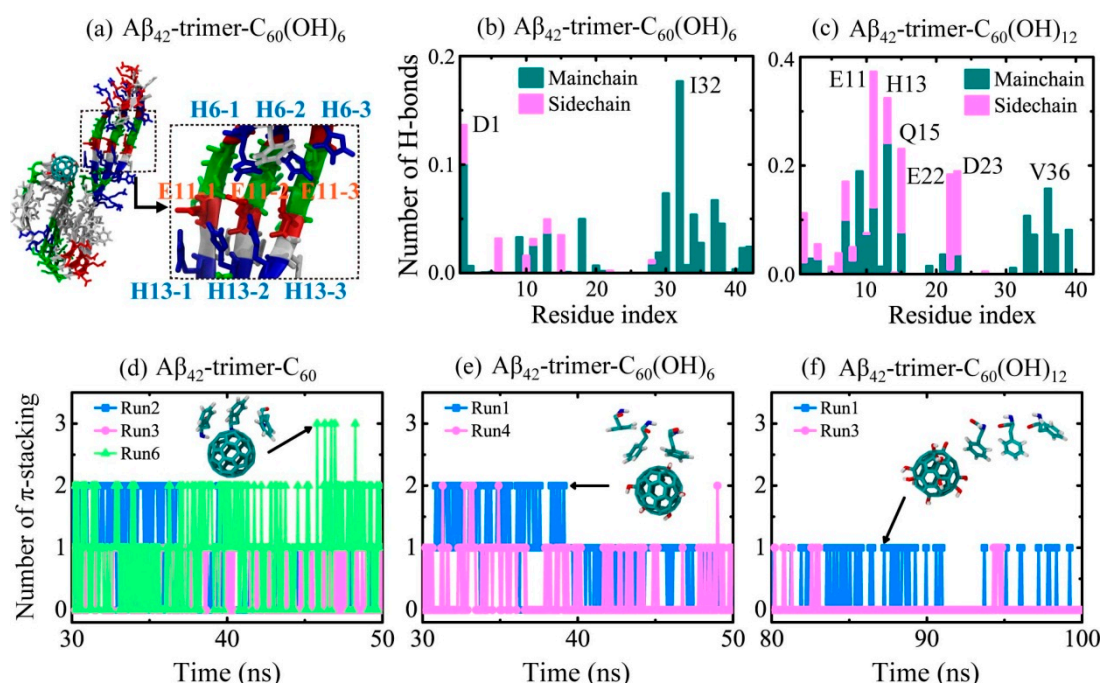 (a) Aβ₄₂-trimer-C₆₀(OH)₆
H6-1 H6-2 H6-3
E11-1 E11-2 E11-3
H13-1 H13-2 H13-3
(b) Aβ₄₂-trimer-C₆₀(OH)₆
Number of H-bonds
0.2
0.1
0.0
Mainchain
Sidechain
D1
I32
0 10 20 30 40
Residue index
(c) Aβ₄₂-trimer-C₆₀(OH)₁₂
0.4
0.2
0.0
E11
H13
Mainchain
Sidechain
Q15
E22
D23
V36
0 10 20 30 40
Residue index
(d) Aβ₄₂-trimer-C₆₀
Number of π-stacking
3
2
1
0
Run2
Run3
Run6
30 40 50
Time (ns)
(e) Aβ₄₂-trimer-C₆₀(OH)₆
3
2
1
0
Run1
Run4
30 40 50
Time (ns)
(f) Aβ₄₂-trimer-C₆₀(OH)₁₂
3
2
1
0
Run1
Run3
80 90 100
Time (ns)